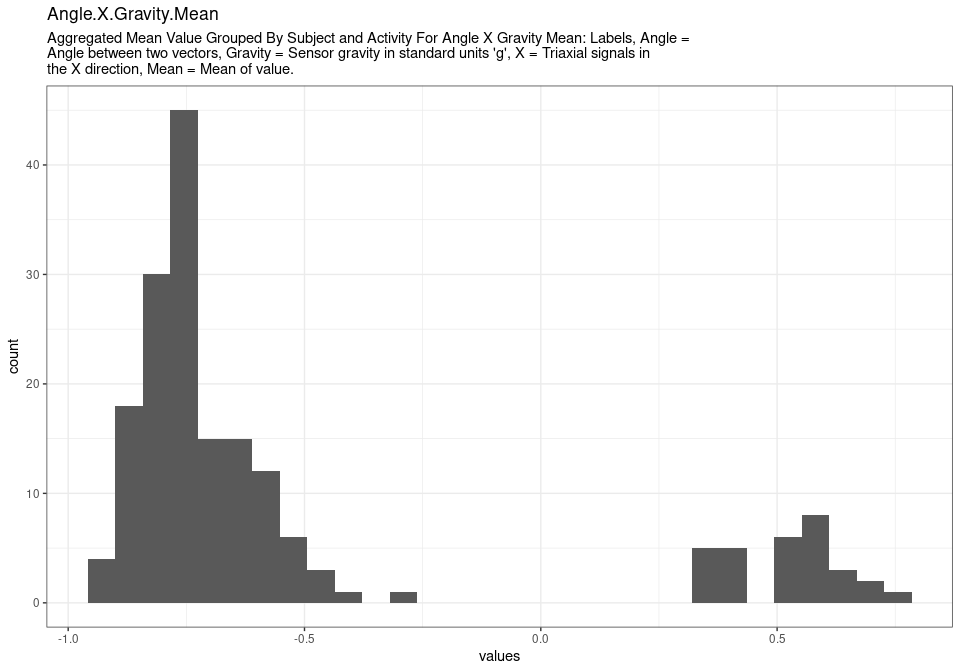 Angle.X.Gravity.Mean
Aggregated Mean Value Grouped By Subject and Activity For Angle X Gravity Mean: Labels, Angle =
Angle between two vectors, Gravity = Sensor gravity in standard units 'g', X = Triaxial signals in
the X direction, Mean = Mean of value.
count
40
30
20
10
0
-1.0
-0.5
0.0
0.5
values